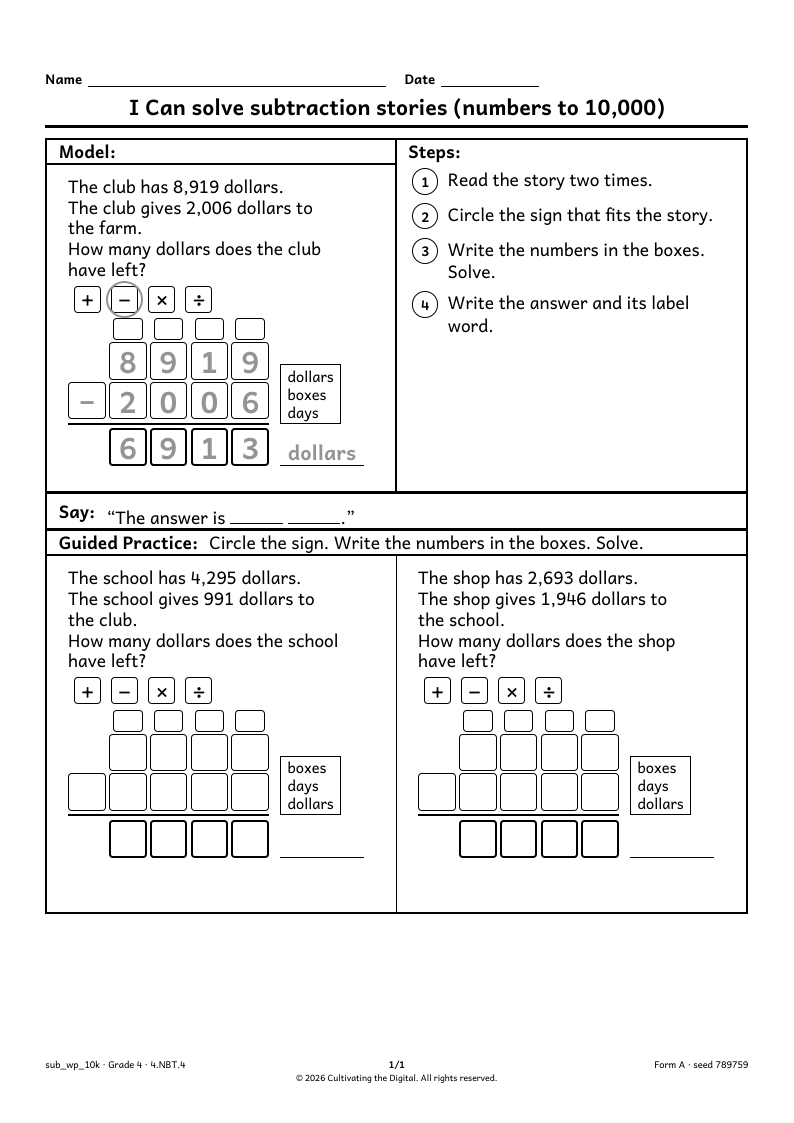 Name Date
I Can solve subtraction stories (numbers to 10,000)
Model:
The club has 8,919 dollars.
The club gives 2,006 dollars to
the farm.
How many dollars does the club
have left?
+ − × ÷
8 9 1 9
− 2 0 0 6
6 9 1 3
dollars
boxes
days
dollars
Steps:
1 Read the story two times.
2 Circle the sign that fits the story.
3 Write the numbers in the boxes.
Solve.
4 Write the answer and its label
word.
Say: “The answer is ______ ______.”
Guided Practice: Circle the sign. Write the numbers in the boxes. Solve.
The school has 4,295 dollars.
The school gives 991 dollars to
the club.
How many dollars does the school
have left?
+ − × ÷
boxes
days
dollars
The shop has 2,693 dollars.
The shop gives 1,946 dollars to
the school.
How many dollars does the shop
have left?
+ − × ÷
boxes
days
dollars
sub_wp_10k · Grade 4 · 4.NBT.4
1/1
Form A · seed 789759
© 2026 Cultivating the Digital. All rights reserved.